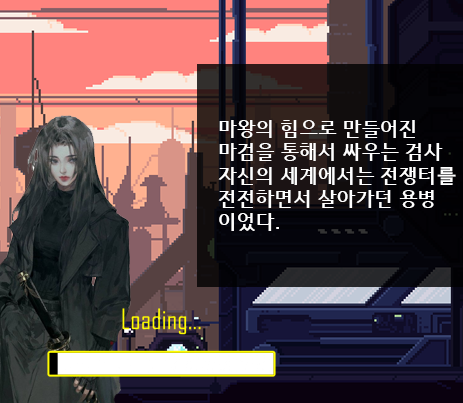 마왕의 힘으로 만들어진
마검을 통해서 싸우는 검사
자신의 세계에서는 전쟁터를
전전하면서 살아가던 용병
이었다.
Loading...